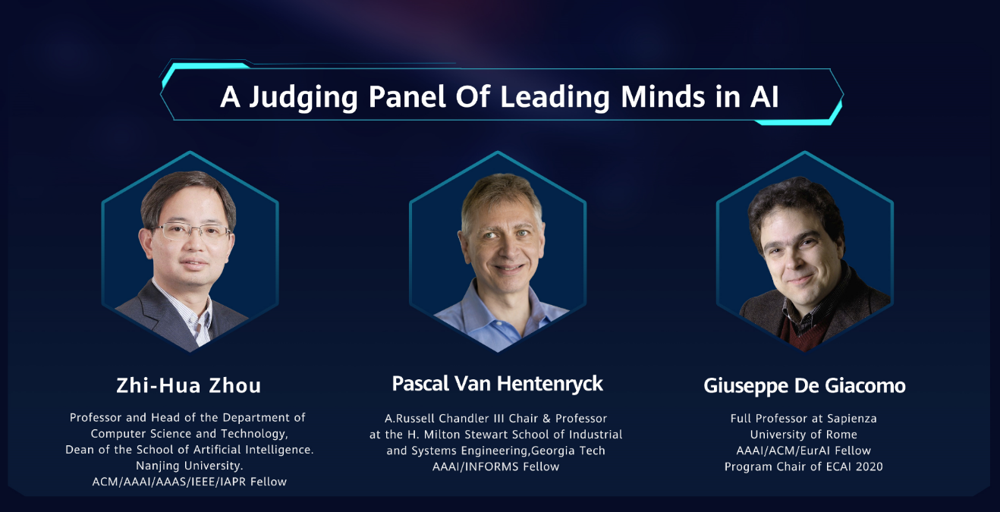 A Judging Panel Of Leading Minds in AI
Zhi-Hua Zhou
Professor and Head of the Department of
Computer Science and Technology,
Dean of the School of Artificial Intelligence.
Nanjing University.
ACM/AAAI/AAAS/IEEE/IAPR Fellow
Pascal Van Hentenryck
A.Russell Chandler III Chair & Professor
at the H. Milton Stewart School of Industrial
and Systems Engineering,Georgia Tech
AAAI/INFORMS Fellow
Giuseppe De Giacomo
Full Professor at Sapienza
University of Rome
AAAI/ACM/EurAI Fellow
Program Chair of ECAI 2020